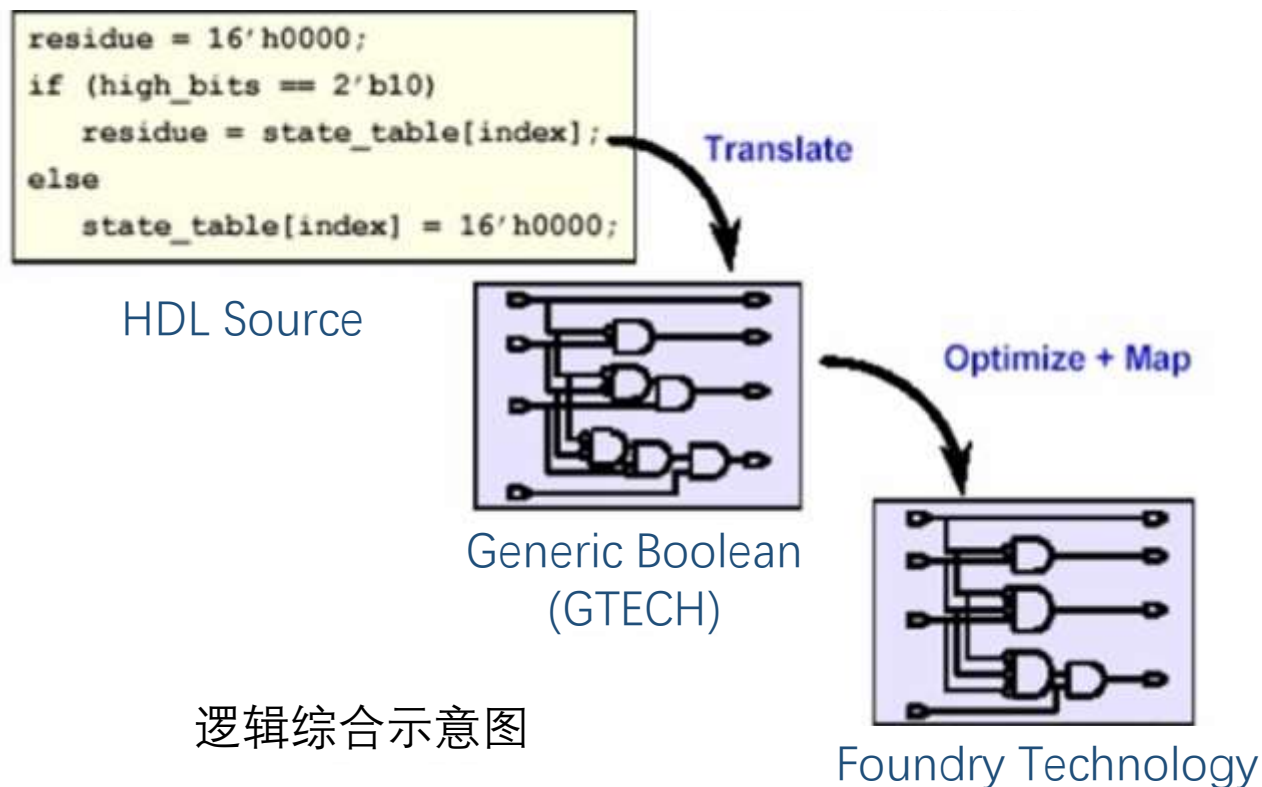 residue = 16'h0000;
if (high_bits == 2'b10)
residue = state_table[index];
else
state_table[index] = 16'h0000;
Translate
HDL Source
Optimize + Map
Generic Boolean
(GTECH)
逻辑综合示意图
Foundry Technology